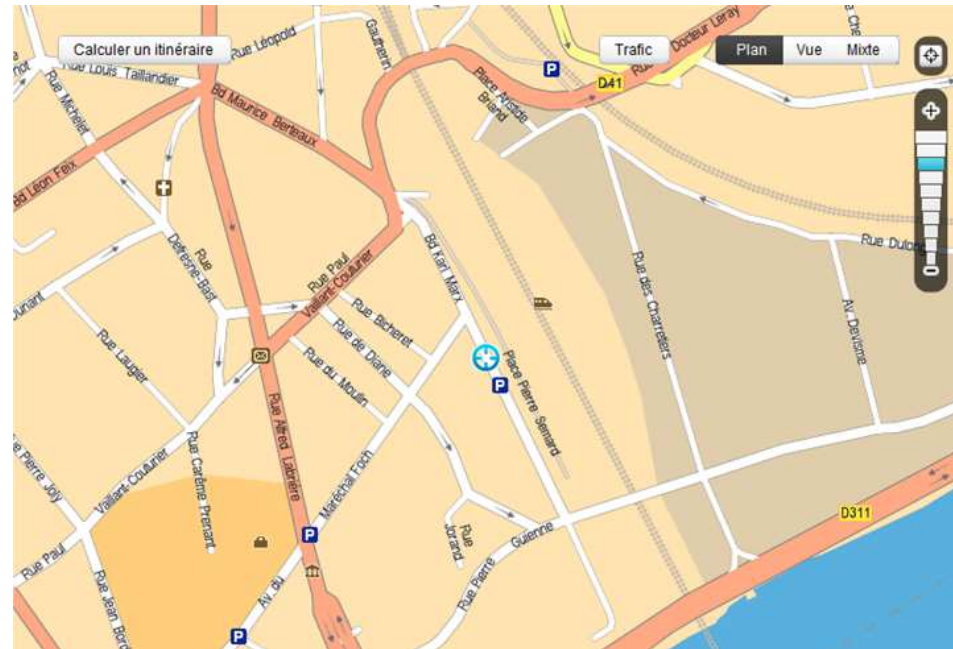 Calculer un itinéraire
Trafic
Plan
Vue
Mixte
Rue Léopold
Gautherin
Docteur Leray
Rue Louis Taillandier
Rue Michelet
P
D41
Place Aristide
Briand
Bd Maurice Berteaux
Bd Léon Feix
Rue Dulong
Defresne-Bast
Rue
Rue Paul
Vaillant-Couturier
Bd Karl Marx
Rue des Charretiers
Av Devisme
Dunant
Rue Bicheret
Rue de Diane
Rue du Moulin
Rue Laugier
Place Pierre Semard
P
Rue Alfred Labrière
Rue Carême Prenant
Maréchal Foch
Av. du
Pierre Joly
Vaillant-Couturier
Rue Paul
Rue Jean Bord
P
P
Rue
Jorand
Rue Pierre
Guienne
D311